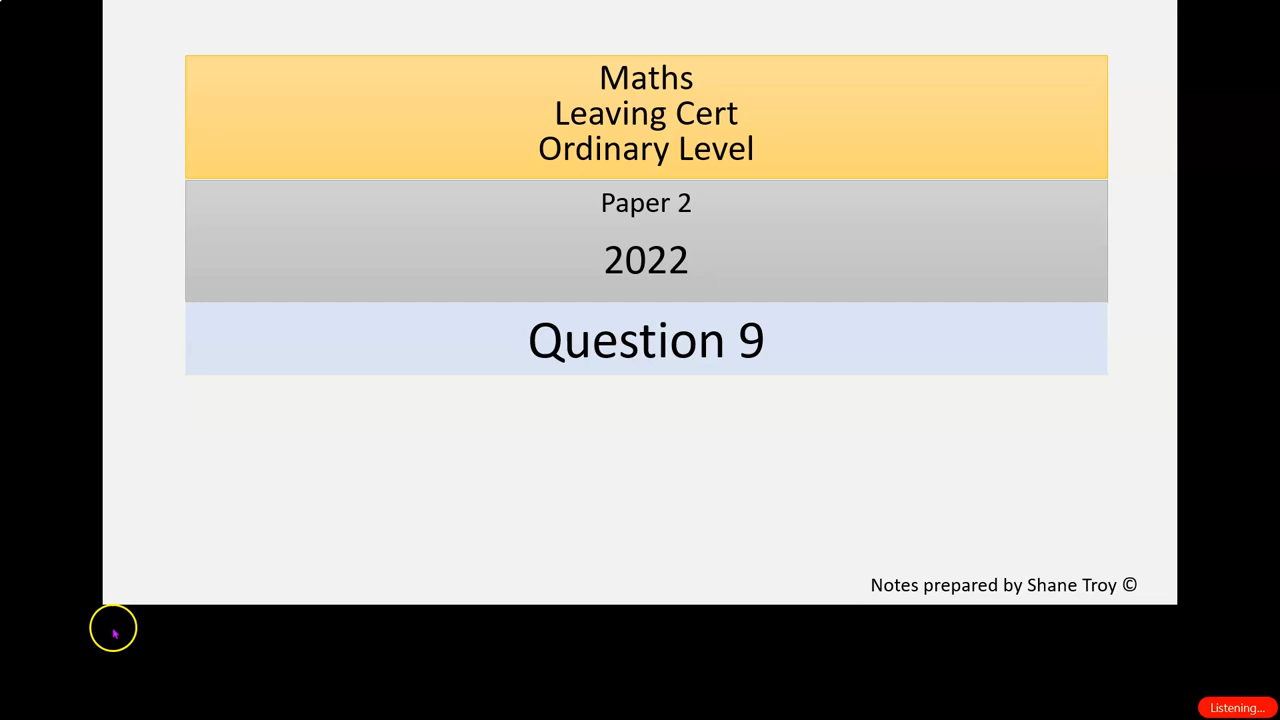 Maths
Leaving Cert
Ordinary Level
Paper 2
2022
Question 9
Notes prepared by Shane Troy ©
Listening...